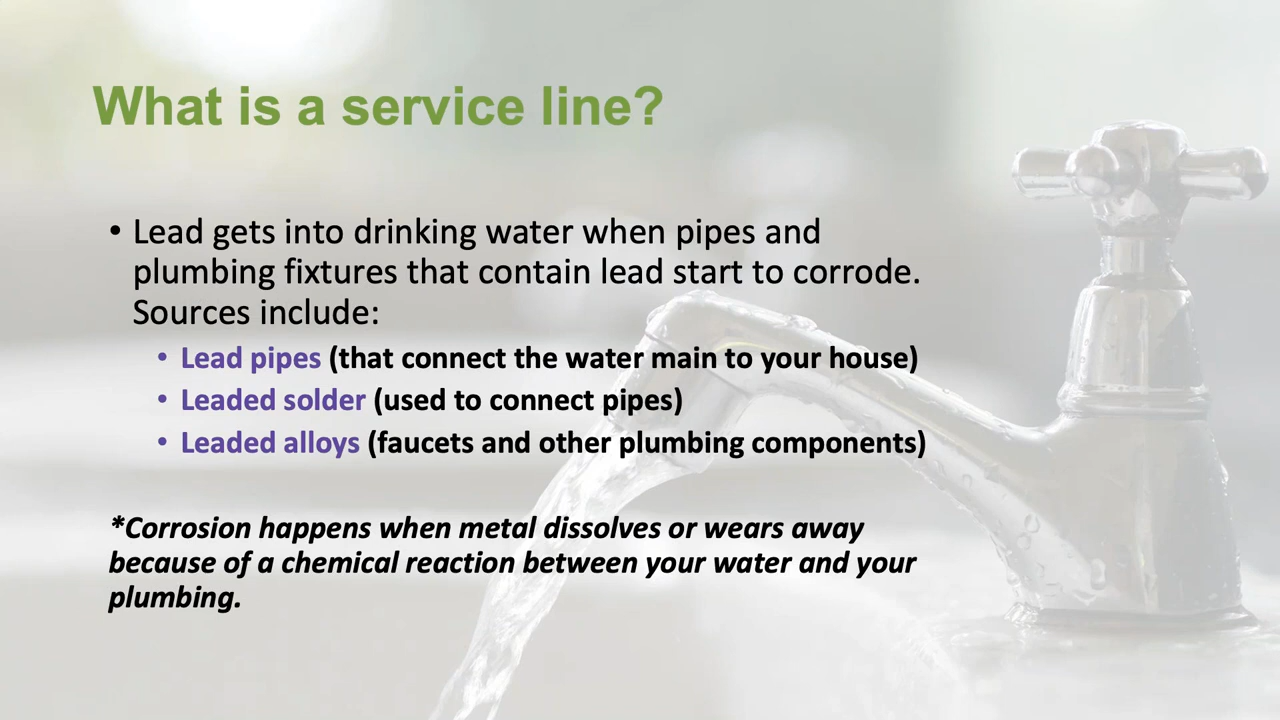 What is a service line?
• Lead gets into drinking water when pipes and
plumbing fixtures that contain lead start to corrode.
Sources include:
• Lead pipes (that connect the water main to your house)
• Leaded solder (used to connect pipes)
• Leaded alloys (faucets and other plumbing components)
*Corrosion happens when metal dissolves or wears away
because of a chemical reaction between your water and your
plumbing.